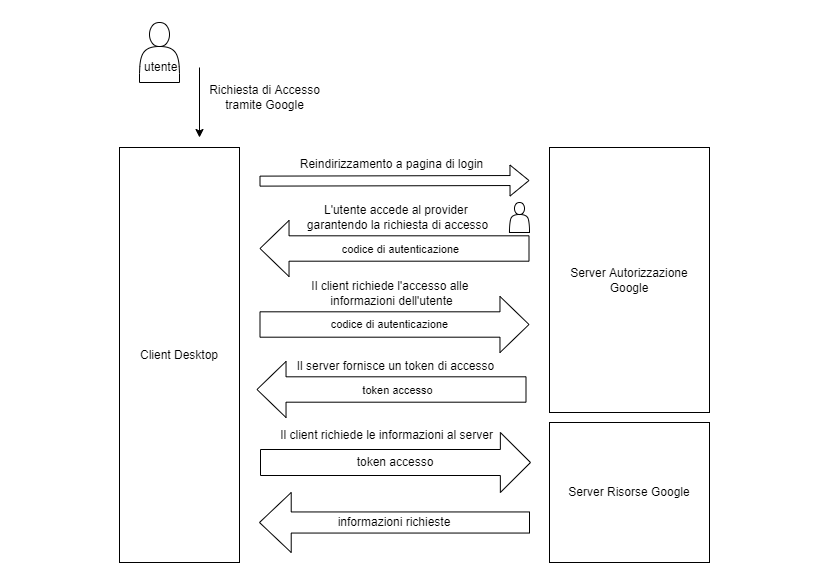 utente
Richiesta di Accesso
tramite Google
Reindirizzamento a pagina di login
L'utente accede al provider
garantendo la richiesta di accesso
codice di autenticazione
Server Autorizzazione
Google
Il client richiede l'accesso alle
informazioni dell'utente
codice di autenticazione
Client Desktop
Il server fornisce un token di accesso
token accesso
Il client richiede le informazioni al server
token accesso
Server Risorse Google
informazioni richieste